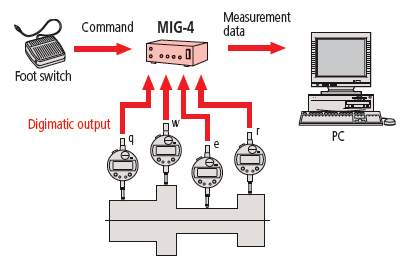 Command
MIG-4
Measurement
data
Foot switch
Digimatic output
q
w
e
r
PC